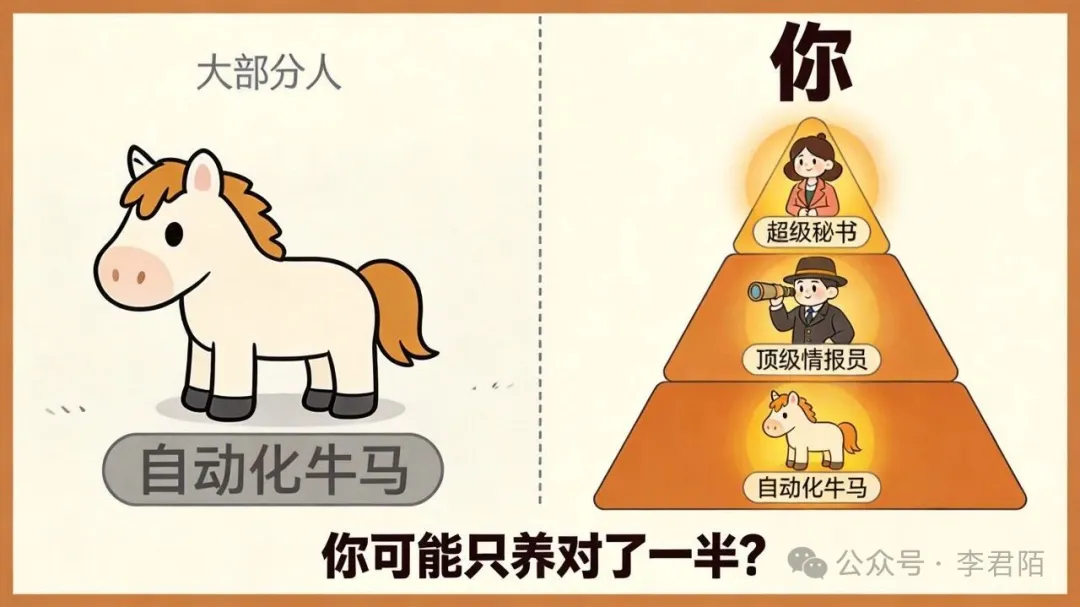 大部分人
自动化牛马
你
超级秘书
顶级情报员
自动化牛马
你可能只养对了一半？
公众号 · 李君陌